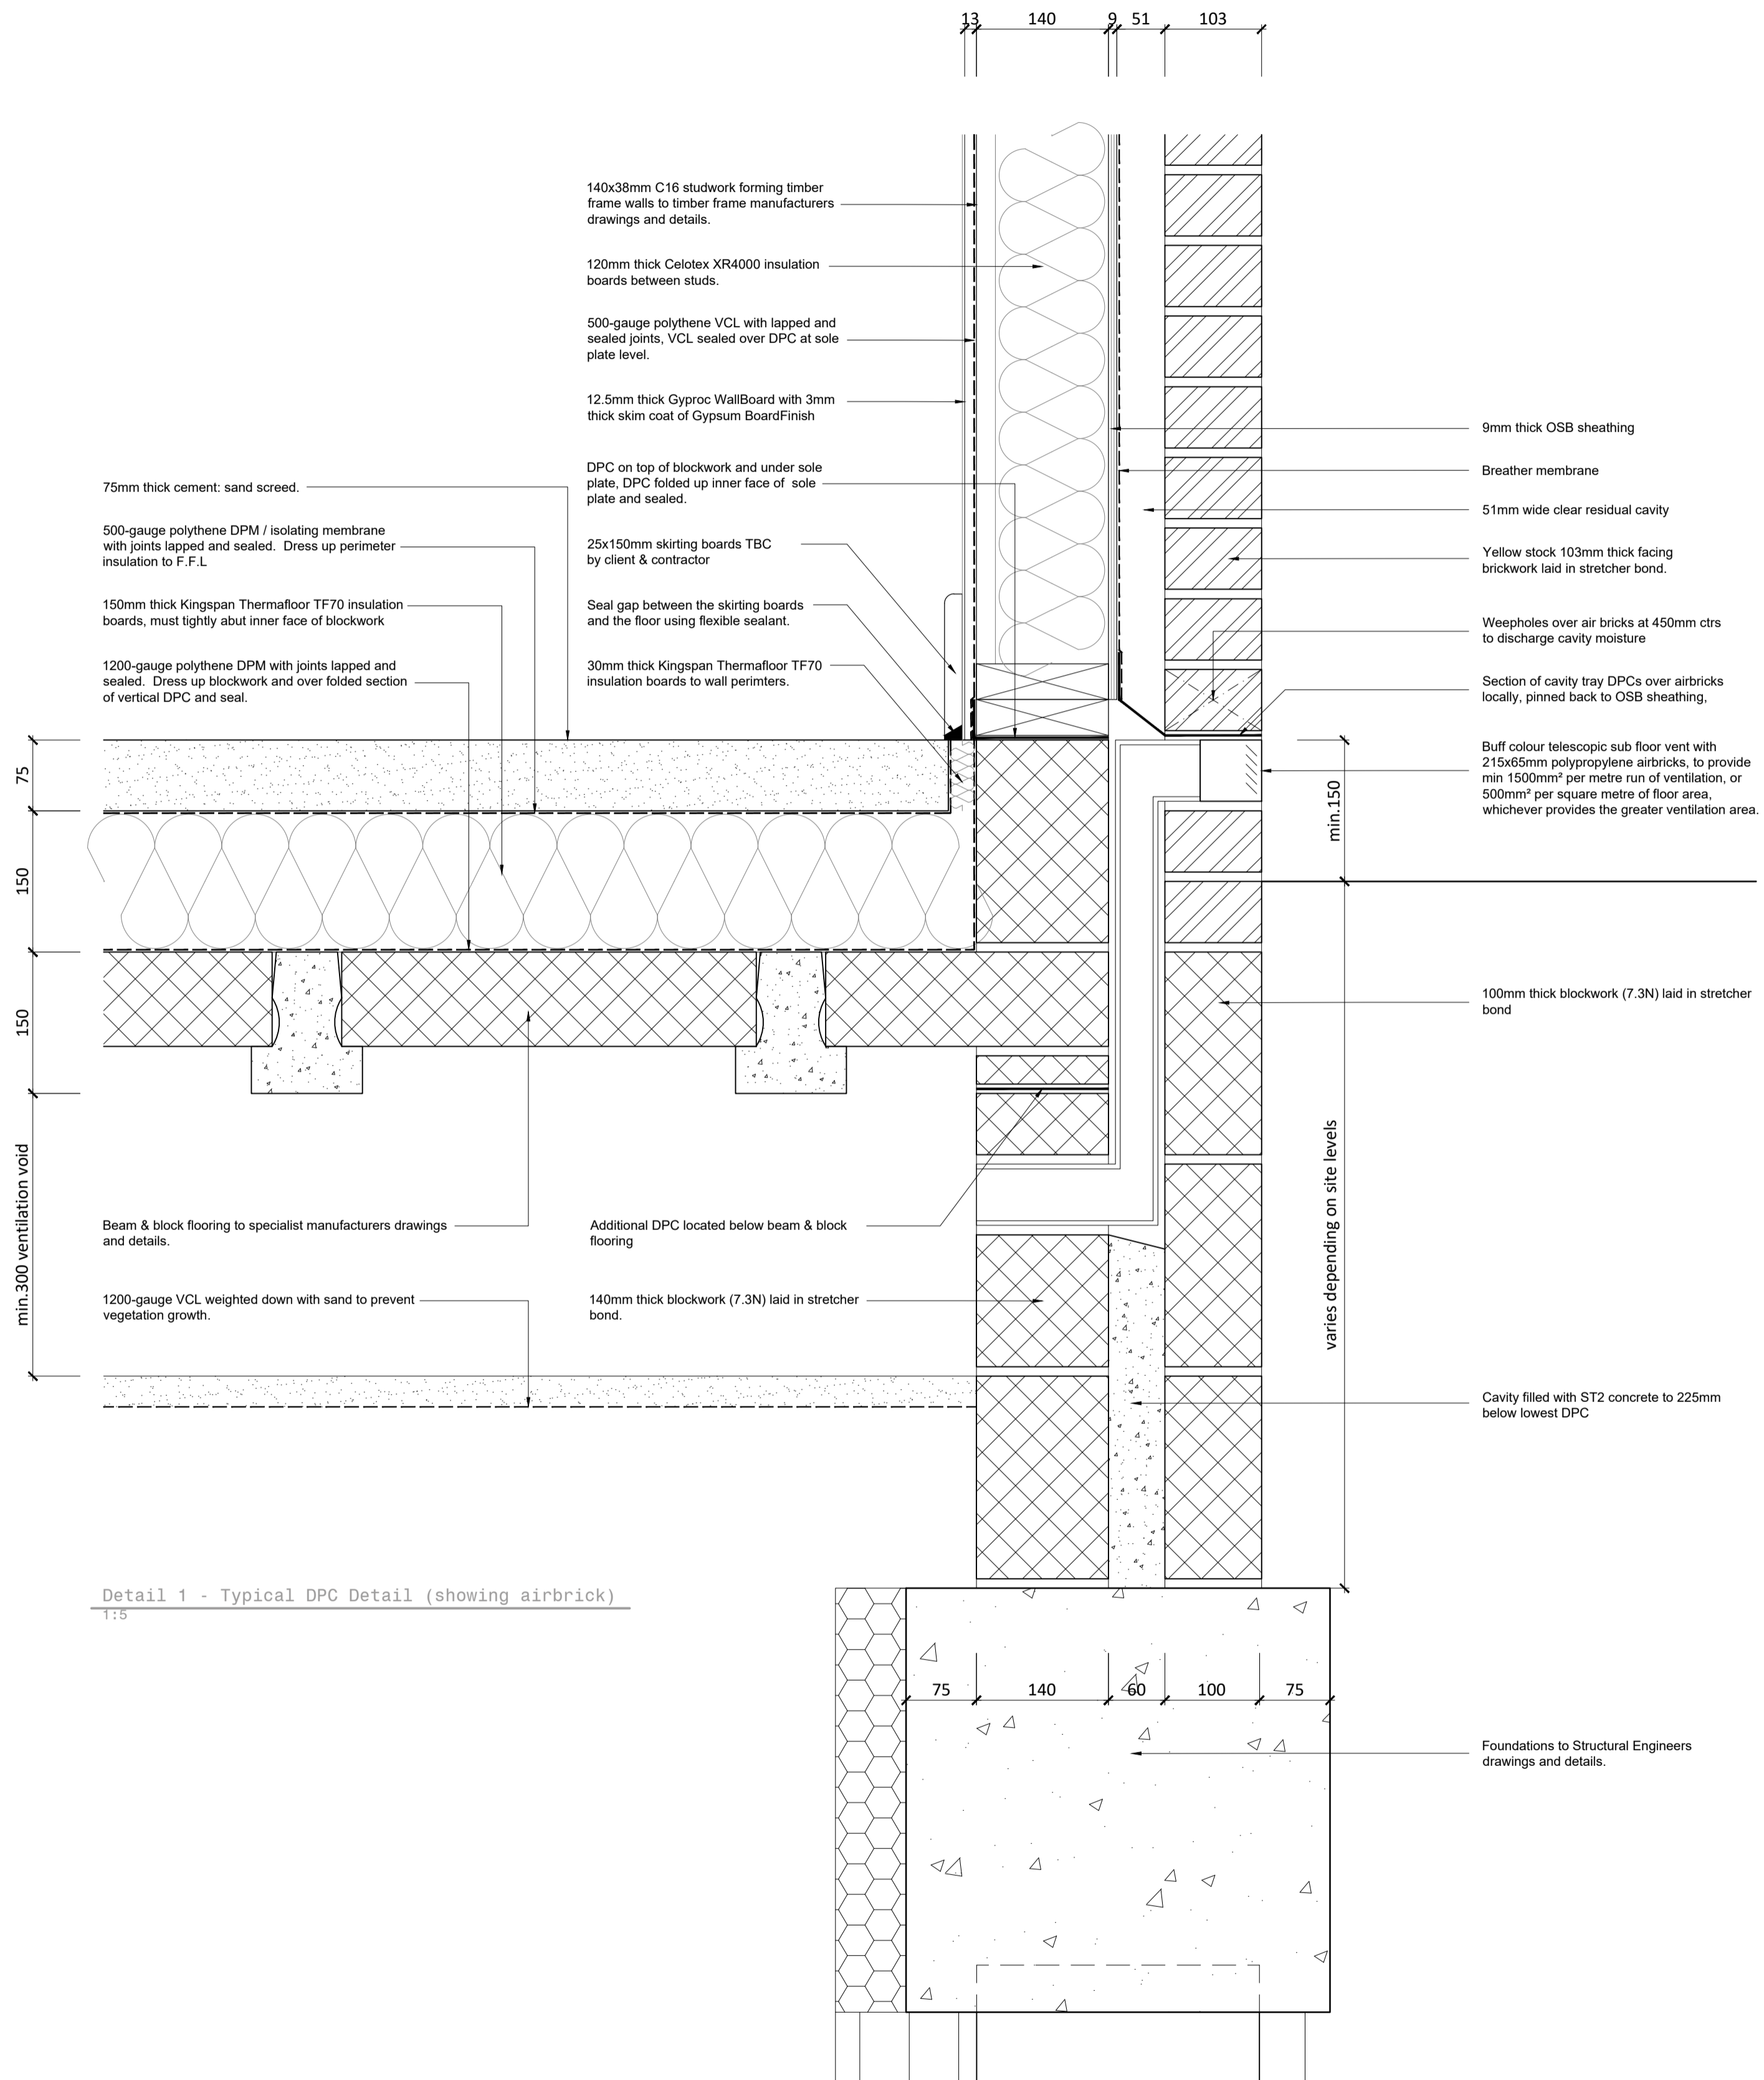 13
140
9
51
103
140x38mm C16 studwork forming timber
frame walls to timber frame manufacturers
drawings and details.
120mm thick Celotex XR4000 insulation
boards between studs.
500-gauge polythene VCL with lapped and
sealed joints, VCL sealed over DPC at sole
plate level.
12.5mm thick Gyproc WallBoard with 3mm
thick skim coat of Gypsum BoardFinish
DPC on top of blockwork and under sole
plate, DPC folded up inner face of sole
plate and sealed.
25x150mm skirting boards TBC
by client & contractor
Seal gap between the skirting boards
and the floor using flexible sealant.
30mm thick Kingspan Thermafloor TF70
insulation boards to wall perimters.
75mm thick cement: sand screed.
500-gauge polythene DPM / isolating membrane
with joints lapped and sealed. Dress up perimeter
insulation to F.F.L
150mm thick Kingspan Thermafloor TF70 insulation
boards, must tightly abut inner face of blockwork
1200-gauge polythene DPM with joints lapped and
sealed. Dress up blockwork and over folded section
of vertical DPC and seal.
9mm thick OSB sheathing
Breather membrane
51mm wide clear residual cavity
Yellow stock 103mm thick facing
brickwork laid in stretcher bond.
Weepholes over air bricks at 450mm ctrs
to discharge cavity moisture
Section of cavity tray DPCs over airbricks
locally, pinned back to OSB sheathing,
Buff colour telescopic sub floor vent with
215x65mm polypropylene airbricks, to provide
min 1500mm² per metre run of ventilation, or
500mm² per square metre of floor area,
whichever provides the greater ventilation area.
75
150
150
min.300 ventilation void
min.150
varies depending on site levels
100mm thick blockwork (7.3N) laid in stretcher
bond
Beam & block flooring to specialist manufacturers drawings
and details.
Additional DPC located below beam & block
flooring
1200-gauge VCL weighted down with sand to prevent
vegetation growth.
140mm thick blockwork (7.3N) laid in stretcher
bond.
Cavity filled with ST2 concrete to 225mm
below lowest DPC
Detail 1 - Typical DPC Detail (showing airbrick)
1:5
75
140
60
100
75
Foundations to Structural Engineers
drawings and details.